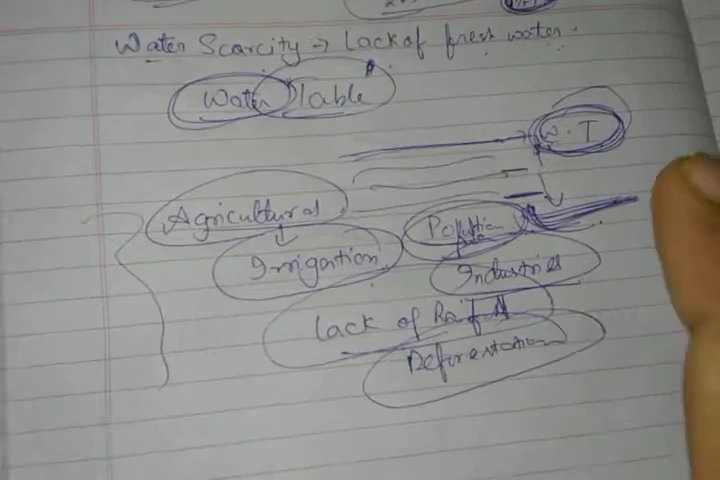 Water Scarcity → Lack of fresh water.
Water Table
W.T
Agricultural
Pollution
Irrigation
Industries
Lack of Rainfall
Deforestation